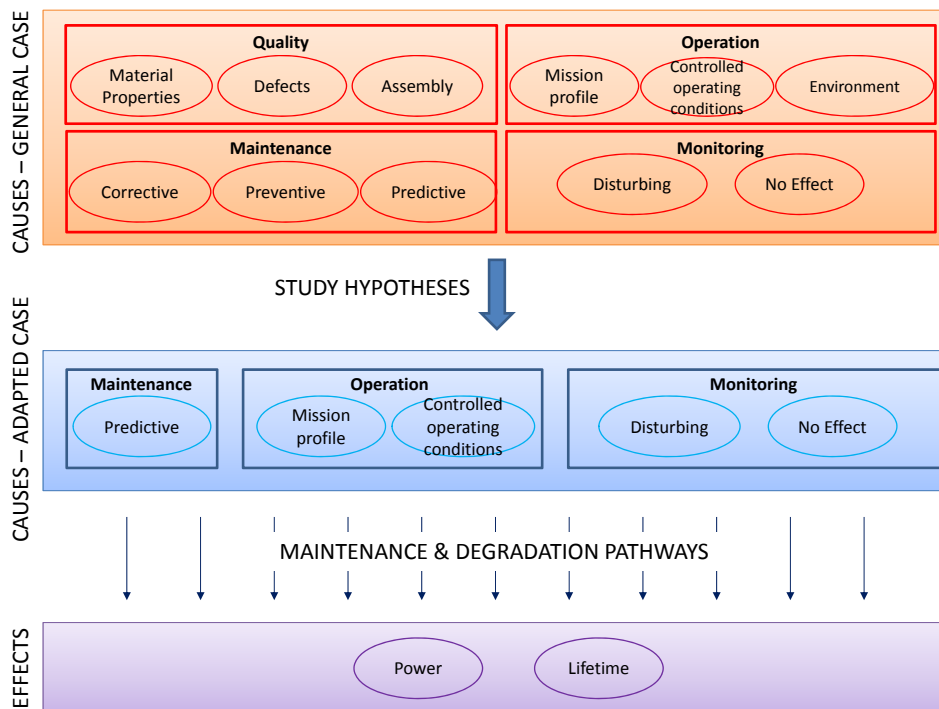 CAUSES – GENERAL CASE
Quality
Material
Properties
Defects
Assembly
Operation
Mission
profile
Controlled
operating
conditions
Environment
Maintenance
Corrective
Preventive
Predictive
Monitoring
Disturbing
No Effect
STUDY HYPOTHESES
CAUSES – ADAPTED CASE
Maintenance
Predictive
Operation
Mission
profile
Controlled
operating
conditions
Monitoring
Disturbing
No Effect
MAINTENANCE & DEGRADATION PATHWAYS
EFFECTS
Power
Lifetime